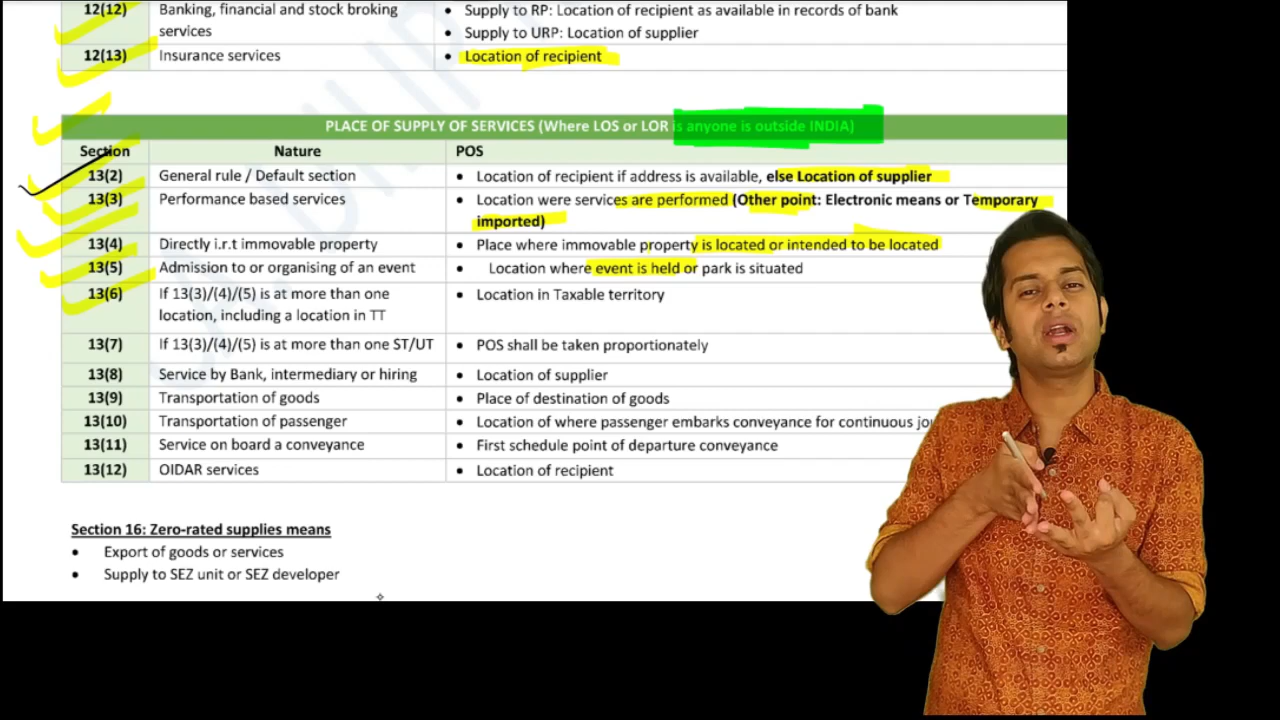 12(12) Banking, financial and stock broking services • Supply to RP: Location of recipient as available in records of bank
• Supply to URP: Location of supplier
12(13) Insurance services • Location of recipient
PLACE OF SUPPLY OF SERVICES (Where LOS or LOR is anyone is outside INDIA)
Section Nature POS
13(2) General rule / Default section • Location of recipient if address is available, else Location of supplier
13(3) Performance based services • Location were services are performed (Other point: Electronic means or Temporary
imported)
13(4) Directly i.r.t immovable property • Place where immovable property is located or intended to be located
13(5) Admission to or organising of an event • Location where event is held or park is situated
13(6) If 13(3)/(4)/(5) is at more than one • Location in Taxable territory
location, including a location in TT
13(7) If 13(3)/(4)/(5) is at more than one ST/UT • POS shall be taken proportionately
13(8) Service by Bank, intermediary or hiring • Location of supplier
13(9) Transportation of goods • Place of destination of goods
13(10) Transportation of passenger • Location of where passenger embarks conveyance for continuous jou
13(11) Service on board a conveyance • First schedule point of departure conveyance
13(12) OIDAR services • Location of recipient
Section 16: Zero-rated supplies means
• Export of goods or services
• Supply to SEZ unit or SEZ developer